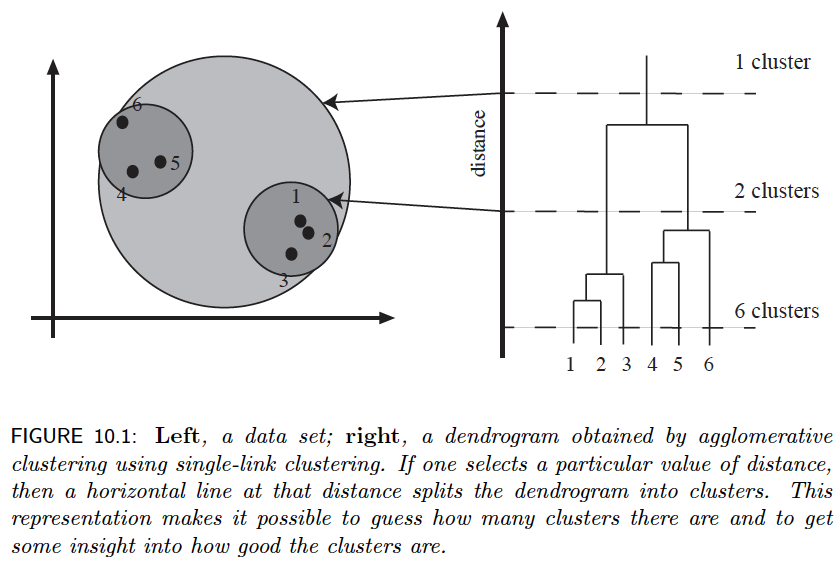 6
5
4
1
2
3
distance
1 cluster
2 clusters
6 clusters
1 2 3 4 5 6
FIGURE 10.1: Left, a data set; right, a dendrogram obtained by agglomerative
clustering using single-link clustering. If one selects a particular value of distance,
then a horizontal line at that distance splits the dendrogram into clusters. This
representation makes it possible to guess how many clusters there are and to get
some insight into how good the clusters are.